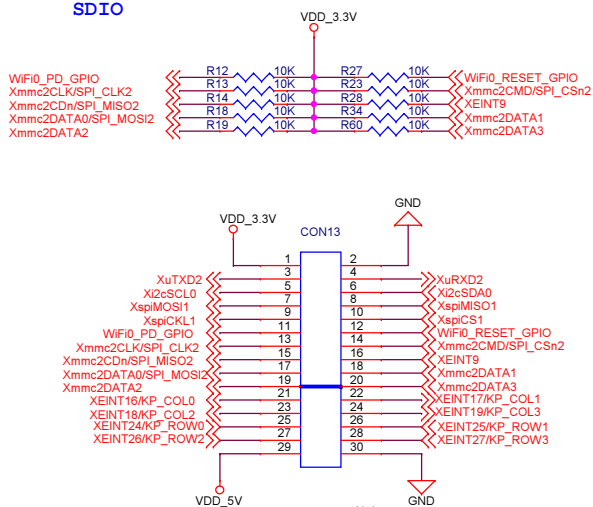 SDIO
VDD_3.3V
WiFi0_PD_GPIO R12 10K R27 10K WiFi0_RESET_GPIO
Xmmc2CLK/SPI_CLK2 R13 10K R23 10K Xmmc2CMD/SPI_CSn2
Xmmc2CDn/SPI_MISO2 R14 10K R28 10K XEINT9
Xmmc2DATA0/SPI_MOSI2 R18 10K R34 10K Xmmc2DATA1
Xmmc2DATA2 R19 10K R60 10K Xmmc2DATA3
GND
VDD_3.3V
CON13
1 2
XuTXD2 3 4 XuRXD2
Xi2cSCL0 5 6 Xi2cSDA0
XspiMOSI1 7 8 XspiMISO1
XspiCKL1 9 10 XspiCS1
WiFi0_PD_GPIO 11 12 WiFi0_RESET_GPIO
Xmmc2CLK/SPI_CLK2 13 14 Xmmc2CMD/SPI_CSn2
Xmmc2CDn/SPI_MISO2 15 16 XEINT9
Xmmc2DATA0/SPI_MOSI2 17 18 Xmmc2DATA1
Xmmc2DATA2 19 20 Xmmc2DATA3
XEINT16/KP_COL0 21 22 XEINT17/KP_COL1
XEINT18/KP_COL2 23 24 XEINT19/KP_COL3
XEINT24/KP_ROW0 25 26 XEINT25/KP_ROW1
XEINT26/KP_ROW2 27 28 XEINT27/KP_ROW3
29 30
VDD_5V GND